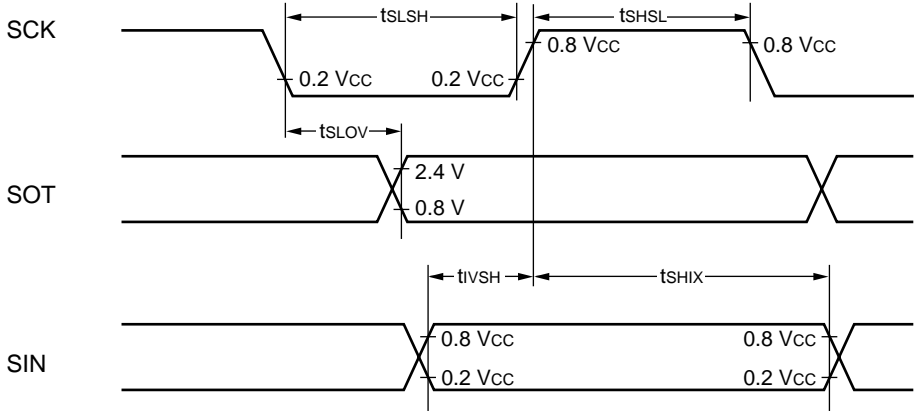 tSLSH tSHSL
SCK
0.8 VCC 0.8 VCC
0.2 VCC 0.2 VCC
tSLOV
2.4 V
SOT
0.8 V
tIVSH tSHIX
0.8 VCC 0.8 VCC
SIN
0.2 VCC 0.2 VCC